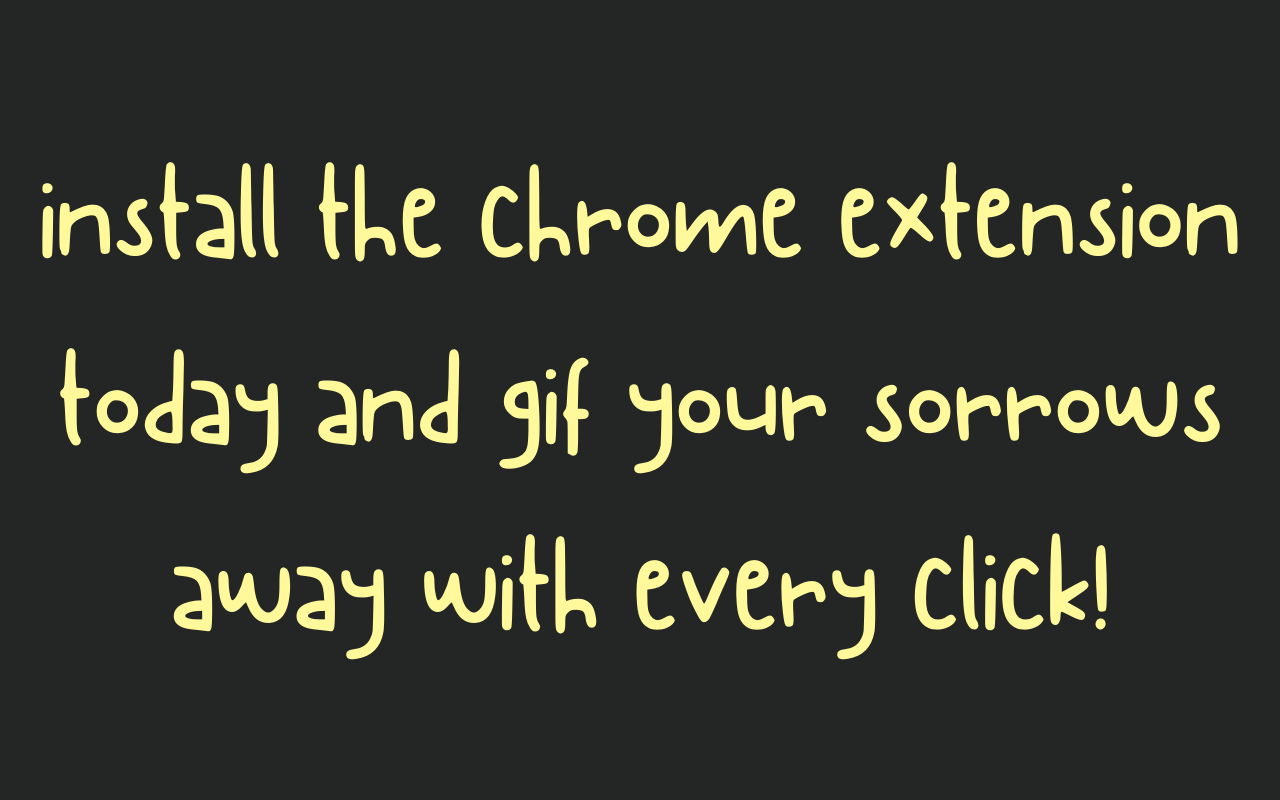 install the chrome extension
today and gif your sorrows
away with every click!